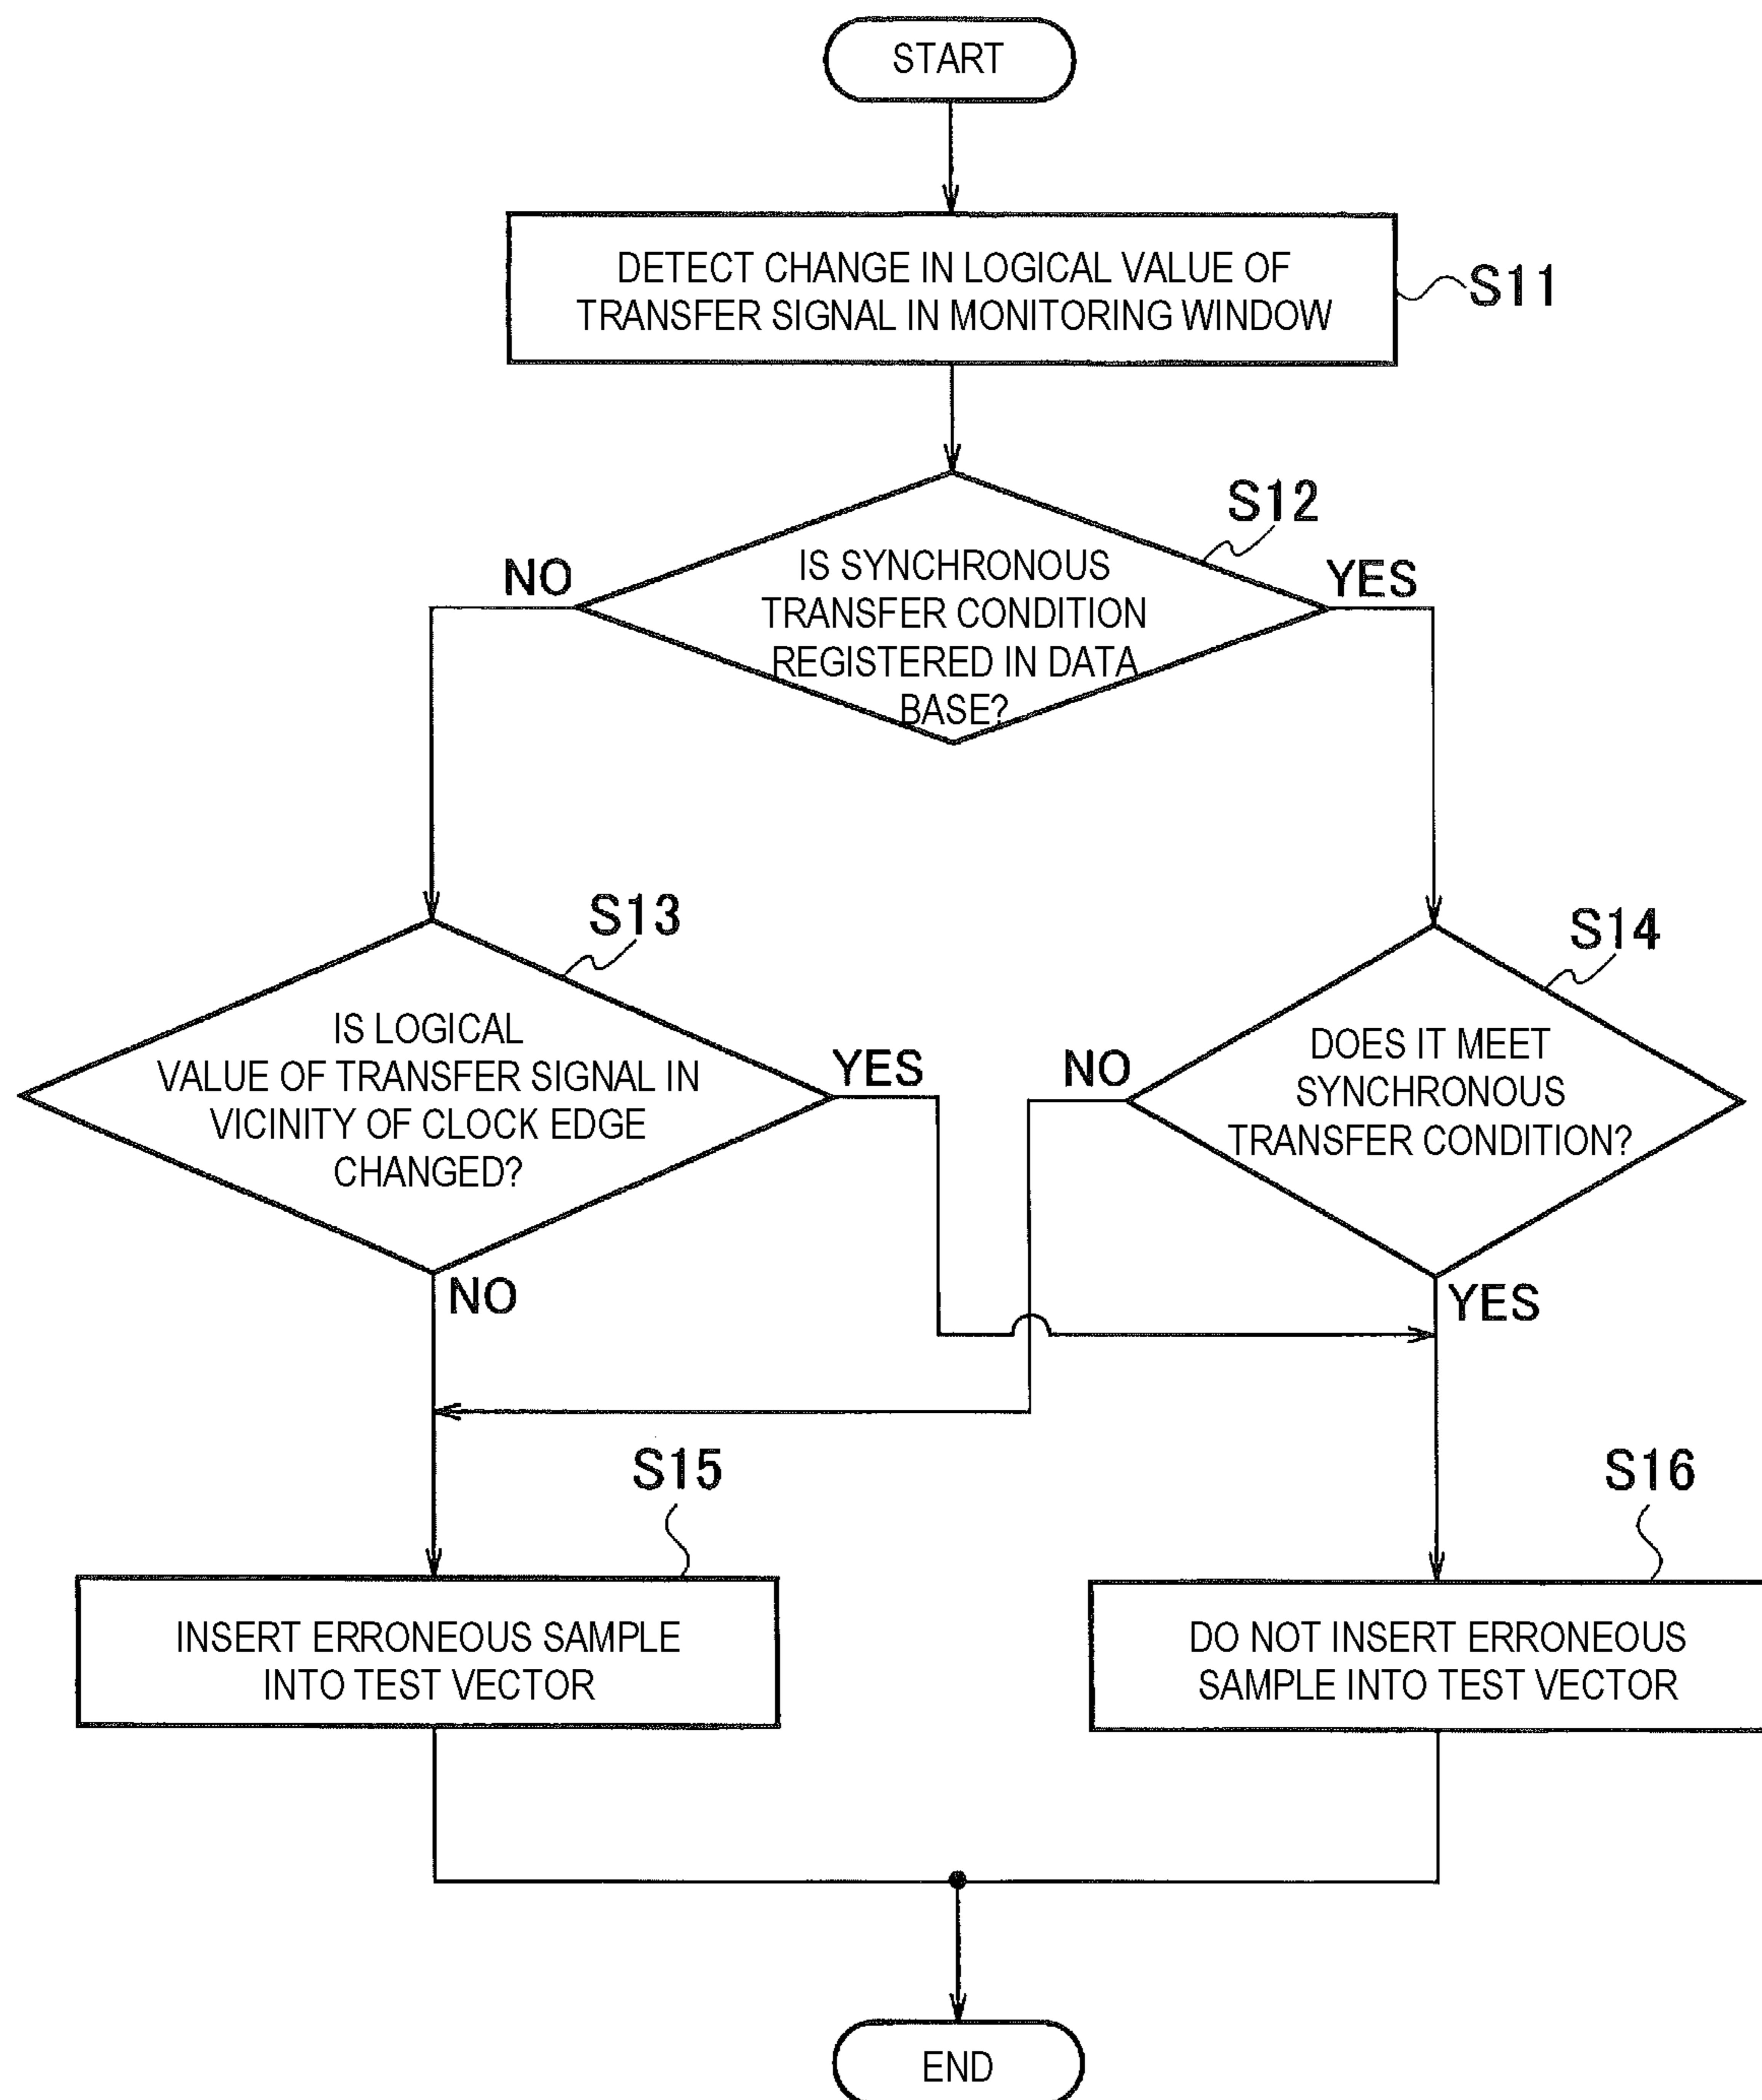 START
DETECT CHANGE IN LOGICAL VALUE OF
TRANSFER SIGNAL IN MONITORING WINDOW
S11
S12
NO
IS SYNCHRONOUS
TRANSFER CONDITION
REGISTERED IN DATA
BASE?
YES
S13
IS LOGICAL
VALUE OF TRANSFER SIGNAL IN
VICINITY OF CLOCK EDGE
CHANGED?
YES
NO
S14
DOES IT MEET
SYNCHRONOUS
TRANSFER CONDITION?
NO
YES
S15
INSERT ERRONEOUS SAMPLE
INTO TEST VECTOR
S16
DO NOT INSERT ERRONEOUS
SAMPLE INTO TEST VECTOR
END